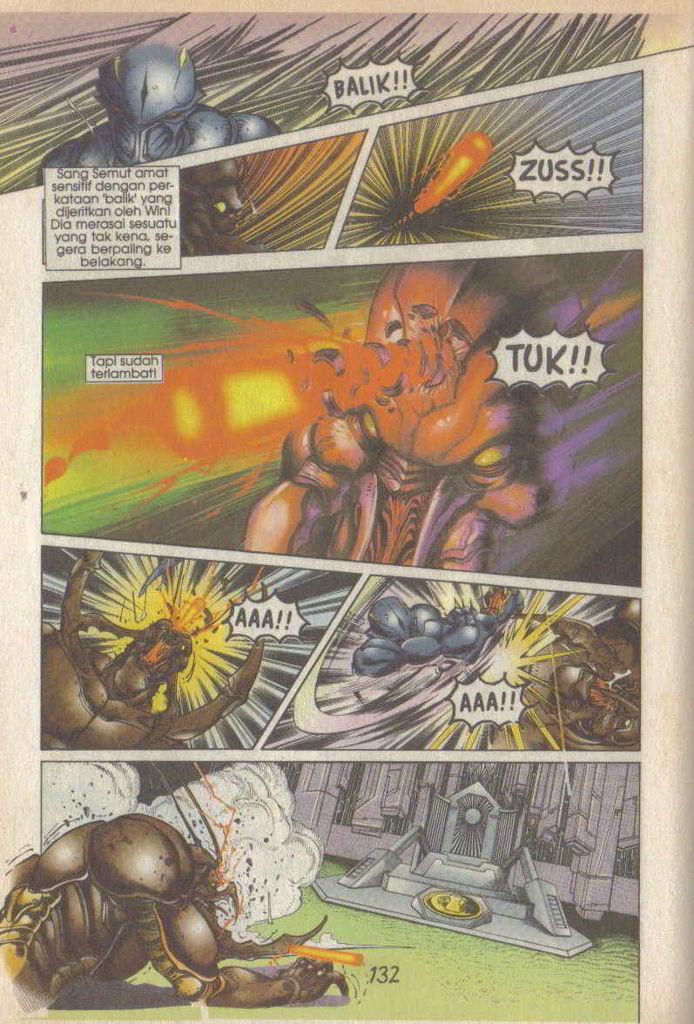 BALIK!!
Sang Semut amat
sensitif dengan per-
kataan 'balik' yang
dijeritkan oleh Win!
Dia merasai sesuatu
yang tak kena, se-
gera berpaling ke
belakang.
ZUSS!!
Tapi sudah
terlambat!
TUK!!
AAA!!
AAA!!
132